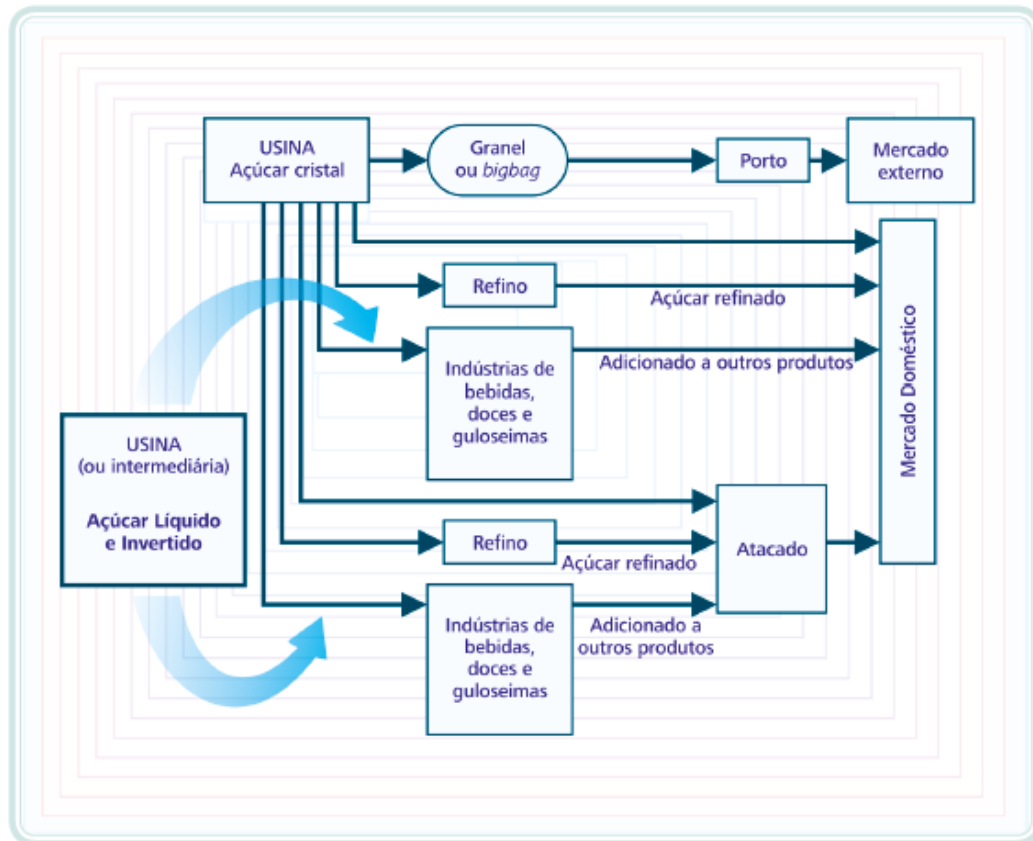 USINA
Açúcar cristal
Granel
ou bigbag
Porto
Mercado
externo
Refino
Açúcar refinado
Indústrias de
bebidas,
doces e
guloseimas
Adicionado a outros produtos
Mercado Doméstico
USINA
(ou intermediária)
Açúcar Líquido
e Invertido
Refino
Açúcar refinado
Atacado
Indústrias de
bebidas,
doces e
guloseimas
Adicionado a
outros produtos